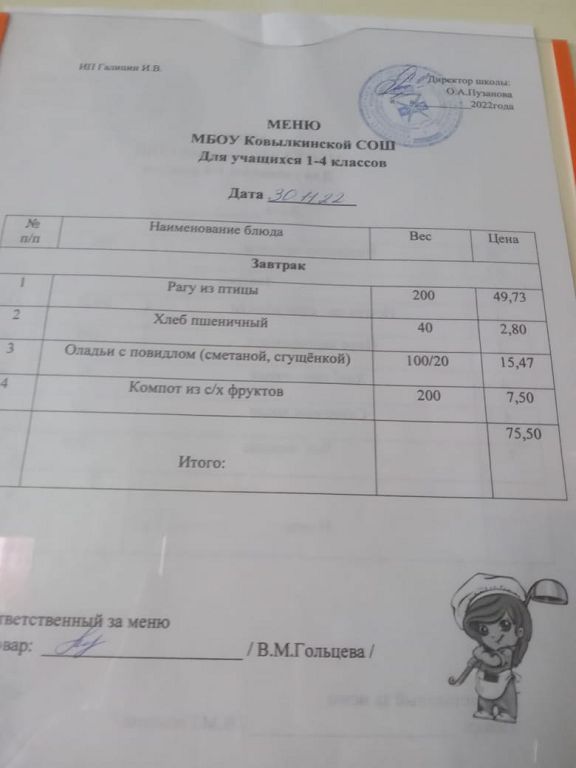 ИП Галицин И.В.
Директор школы:
О.А.Пузанова
2022года
МЕНЮ
МБОУ Ковылкинской СОШ
Для учащихся 1-4 классов
Дата 30.11.22
№ п/п Наименование блюда Вес Цена
Завтрак
1 Рагу из птицы 200 49,73
2 Хлеб пшеничный 40 2,80
3 Оладьи с повидлом (сметаной, сгущёнкой) 100/20 15,47
4 Компот из с/х фруктов 200 7,50
Итого: 75,50
тветственный за меню
вар: / В.М.Гольцева /